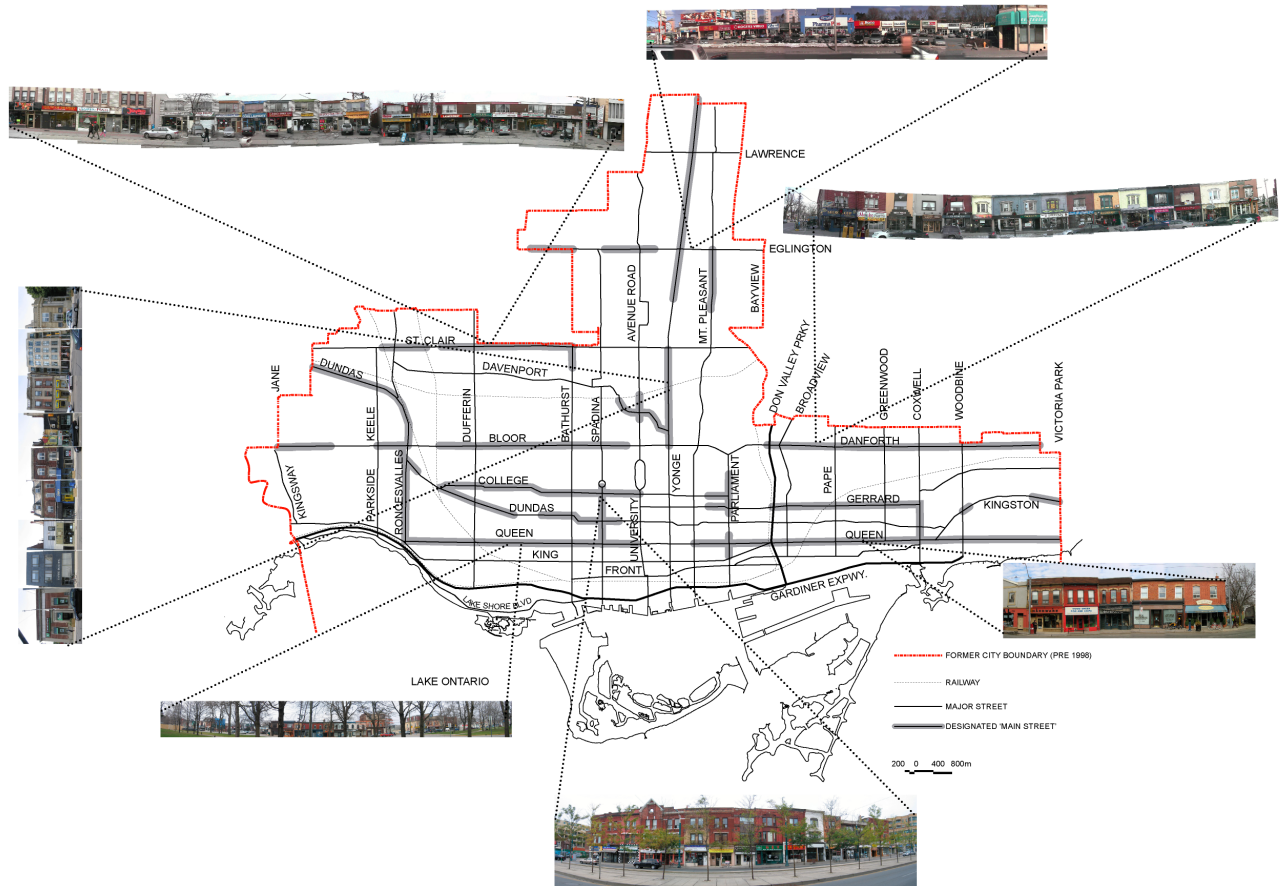 PharmaPlus
LAWRENCE
EGLINGTON
AVENUE ROAD
MT. PLEASANT
BAYVIEW
ST. CLAIR
DUNDAS
DAVENPORT
JANE
KEELE
DUFFERIN
BATHURST
SPADINA
DON VALLEY PRKY
BROADVIEW
GREENWOOD
COXWELL
WOODBINE
VICTORIA PARK
BLOOR
DANFORTH
KINGSWAY
PARKSIDE
RONCESVALLES
COLLEGE
YONGE
PARLIAMENT
PAPE
GERRARD
KINGSTON
DUNDAS
UNIVERSITY
QUEEN
QUEEN
KING
FRONT
GARDINER EXPWY.
LAKE SHORE BLVD
LAKE ONTARIO
FORMER CITY BOUNDARY (PRE 1998)
RAILWAY
MAJOR STREET
DESIGNATED 'MAIN STREET'
200 0 400 800m